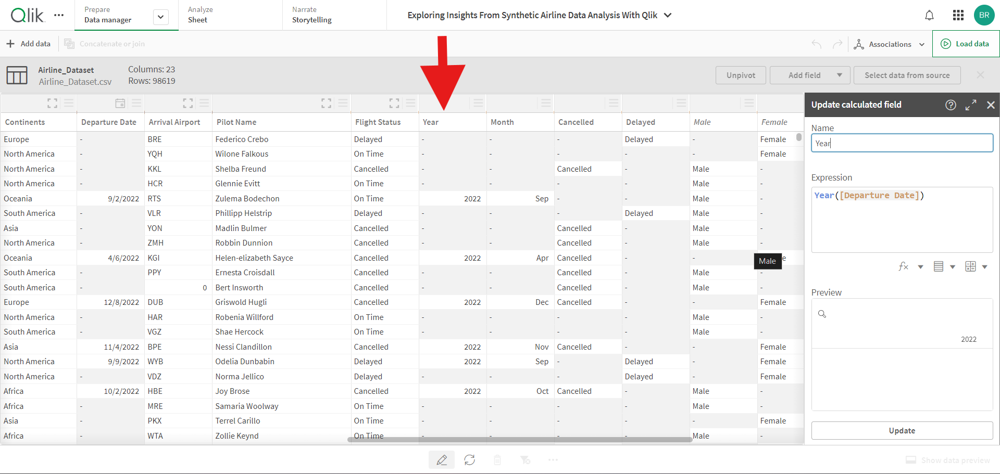 Qlik
Prepare
Data manager
Analyze
Sheet
Narrate
Storytelling
Exploring Insights From Synthetic Airline Data Analysis With Qlik
BR
Add data
Concatenate or join
Associations
Load data
Airline_Dataset
Airline_Dataset.csv
Columns: 23
Rows: 98619
Unpivot
Add field
Select data from source
Continents Departure Date Arrival Airport Pilot Name Flight Status Year Month Cancelled Delayed Male Female
Europe - BRE Federico Crebo Delayed - - - Delayed - Female
North America - YQH Wilone Falkous On Time - - - - - Female
North America - KKL Shelba Freund Cancelled - - Cancelled - Male -
North America - HCR Glennie Evitt On Time - - - - Male -
Oceania 9/2/2022 RTS Zulema Bodechon On Time 2022 Sep - - Male -
South America - VLR Phillipp Helstrip Delayed - - - Delayed Male -
Asia - YON Madlin Bulmer Cancelled - - Cancelled - Male -
North America - ZMH Robbin Dunnion Cancelled - - Cancelled - Male -
Oceania 4/6/2022 KGI Helen-elizabeth Sayce Cancelled 2022 Apr Cancelled - - e
South America - PPY Ernesta Croisdall Cancelled - - Cancelled - Male -
South America - 0 Bert Insworth Cancelled - - Cancelled - Male -
Europe 12/8/2022 DUB Griswold Hugli Cancelled 2022 Dec Cancelled - - Female
North America - HAR Robenia Willford On Time - - - - Male -
South America - VGZ Shae Hercock On Time - - - - Male -
Asia 11/4/2022 BPE Nessi Clandillon Cancelled 2022 Nov Cancelled - - Female
North America 9/9/2022 WYB Odelia Dunbabin Delayed 2022 Sep - Delayed - Female
North America - VDZ Norma Jellico Delayed - - - Delayed - Female
Africa 10/2/2022 HBE Joy Brose Cancelled 2022 Oct Cancelled - Male -
Africa - MRE Samaria Woolway On Time - - - - Male -
Asia - PKX Terrel Carillo On Time - - - - - Female
Africa - WTA Zollie Keynd On Time - - - - Male -
Male
Update calculated field
Name
Year
Expression
Year([Departure Date])
fx
Preview
2022
Update
Show data preview